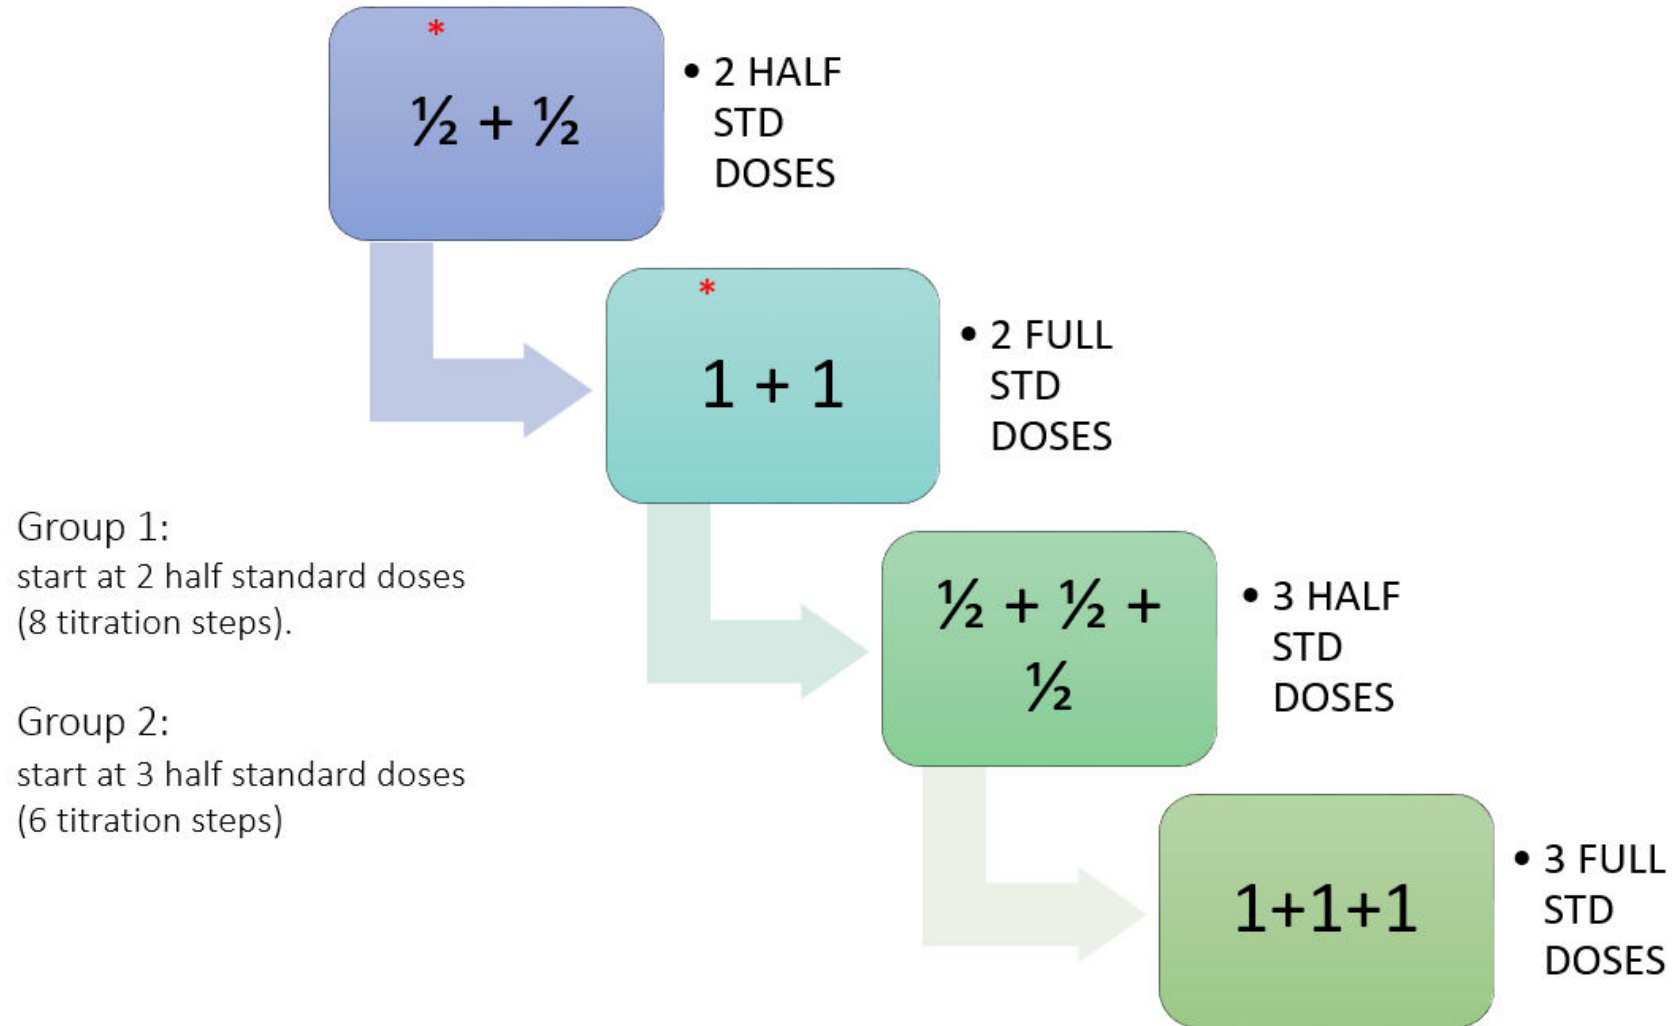 *
½ + ½
• 2 HALF
STD
DOSES
*
1 + 1
• 2 FULL
STD
DOSES
Group 1:
start at 2 half standard doses
(8 titration steps).
½ + ½ +
½
• 3 HALF
STD
DOSES
Group 2:
start at 3 half standard doses
(6 titration steps)
1+1+1
• 3 FULL
STD
DOSES